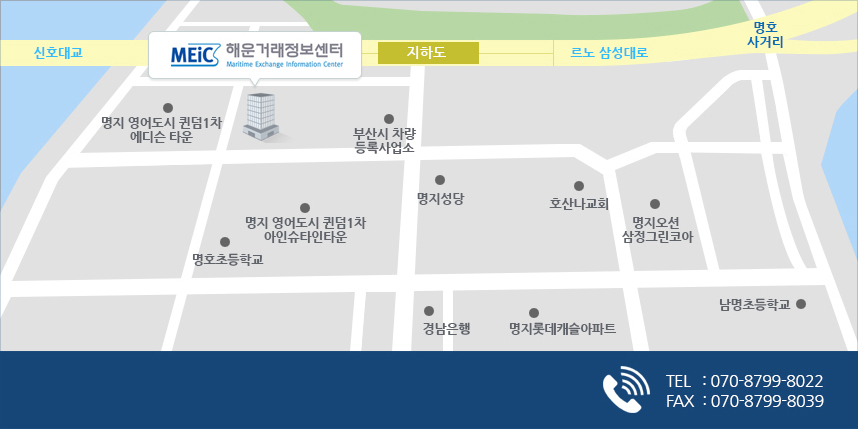 신호대교
MEiC 해운거래정보센터
Maritime Exchange Information Center
지하도
르노 삼성대로
명호
사거리
명지 영어도시 퀸덤1차
에디슨 타운
부산시 차량
등록사업소
명지성당
호산나교회
명지오션
삼정그린코아
명지 영어도시 퀸덤1차
아인슈타인타운
명호초등학교
남명초등학교
경남은행
명지롯데캐슬아파트
TEL : 070-8799-8022
FAX : 070-8799-8039